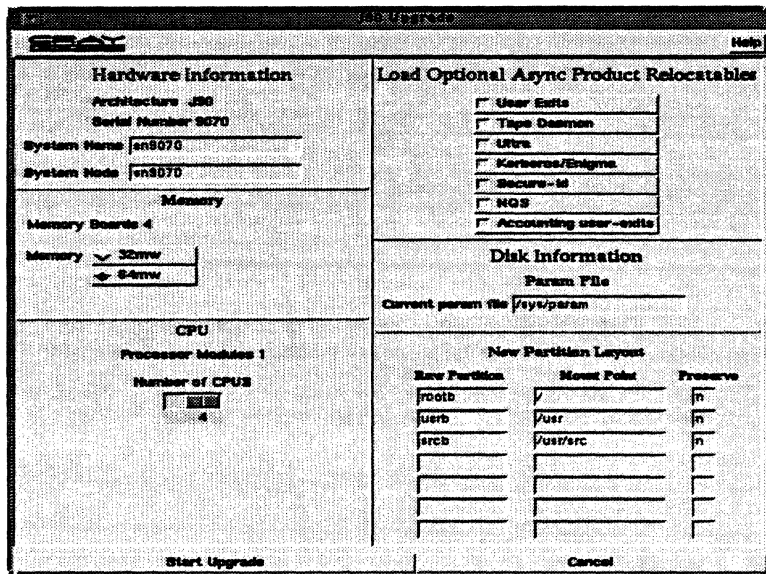 J90 Upgrade
CRAY
Help
Hardware Information
Architecture J90
Serial Number 9070
System Name sn9070
System Node sn9070
Memory
Memory Boards 4
Memory 32mw
64mw
CPU
Processor Modules 1
Number of CPUS
4
Load Optional Async Product Relocatables
User Exits
Tape Daemon
Ultra
Kerberos/Enigma
Secure-id
NQS
Accounting user-exits
Disk Information
Param File
Current param file /sys/param
New Partition Layout
Raw Partition Mount Point Preserve
rootb / n
usrb /usr n
srcb /usr/src n
Start Upgrade Cancel